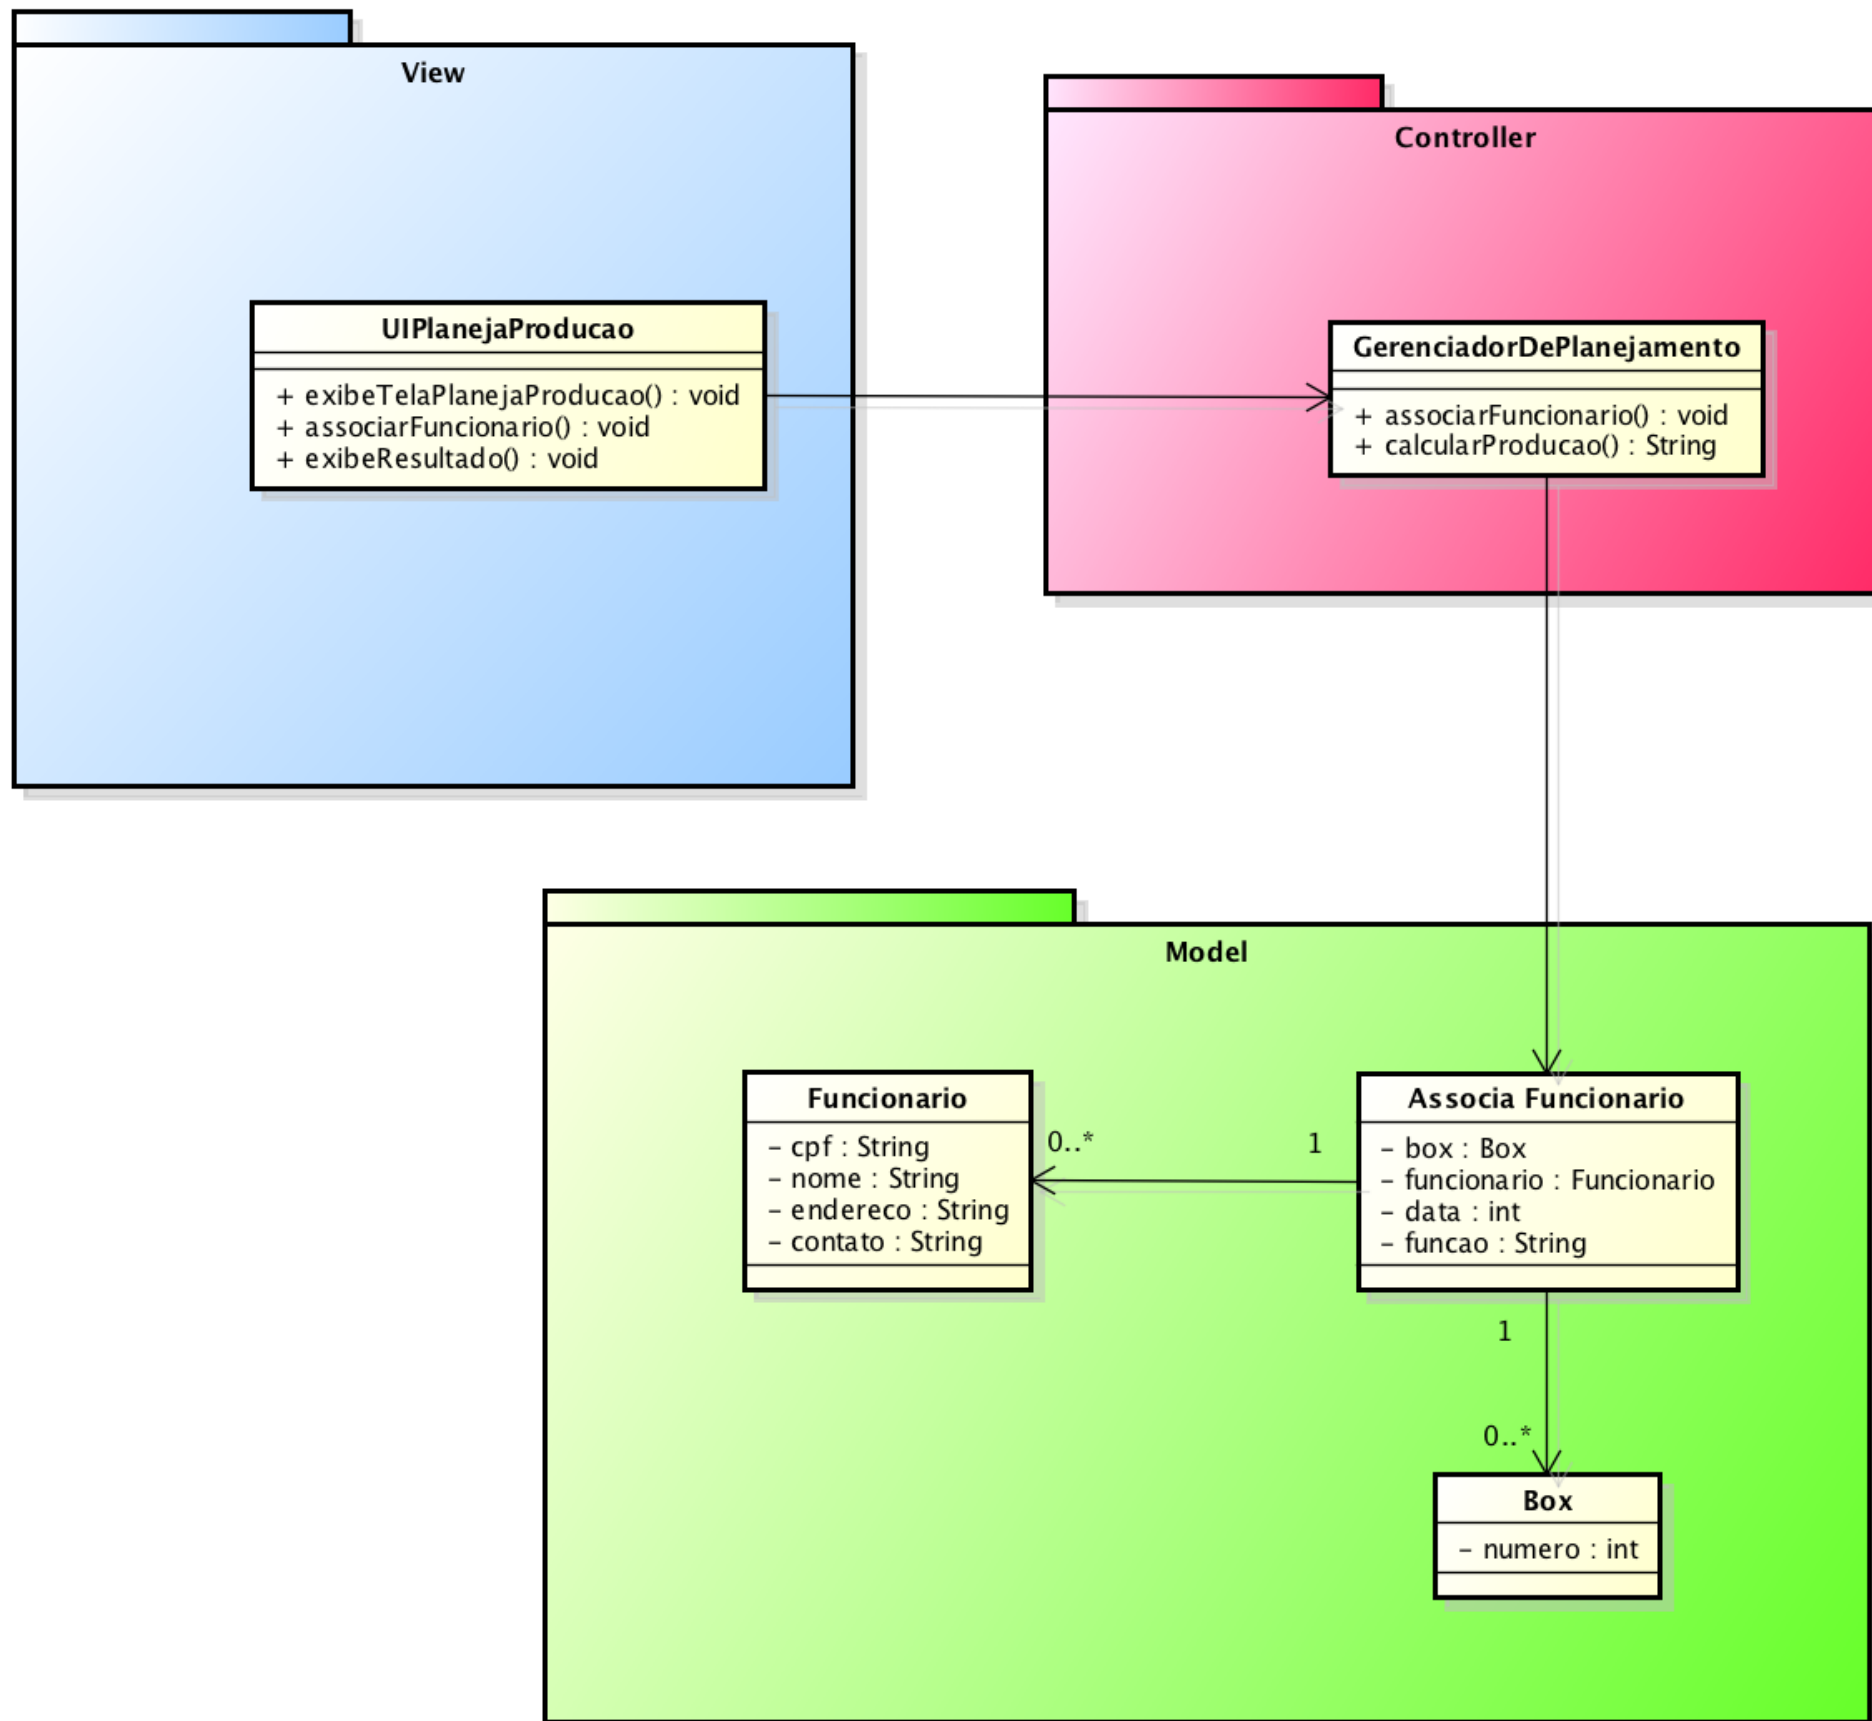 View
UIPlanejaProducao
+ exibeTelaPlanejaProducao() : void
+ associarFuncionario() : void
+ exibeResultado() : void
Controller
GerenciadorDePlanejamento
+ associarFuncionario() : void
+ calcularProducao() : String
Model
Funcionario
- cpf : String
- nome : String
- endereco : String
- contato : String
0..*
1
Associa Funcionario
- box : Box
- funcionario : Funcionario
- data : int
- funcao : String
1
0..*
Box
- numero : int